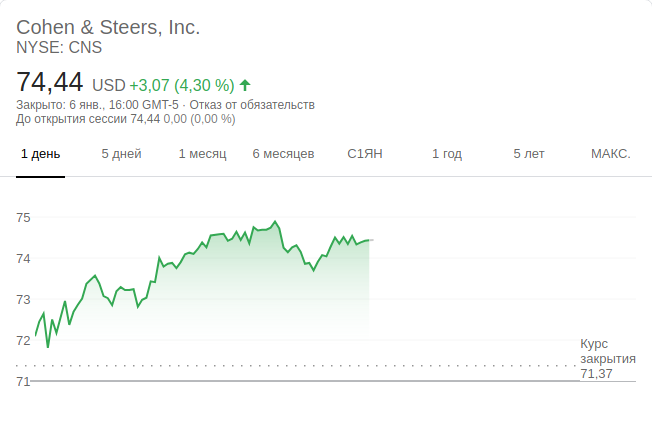 Cohen & Steers, Inc.
NYSE: CNS
74,44 USD +3,07 (4,30 %)
Закрыто: 6 янв., 16:00 GMT-5 · Отказ от обязательств
До открытия сессии 74,44 0,00 (0,00 %)
1 день 5 дней 1 месяц 6 месяцев С1ЯН 1 год 5 лет МАКС.
75
74
73
72
71
Курс
закрытия
71,37